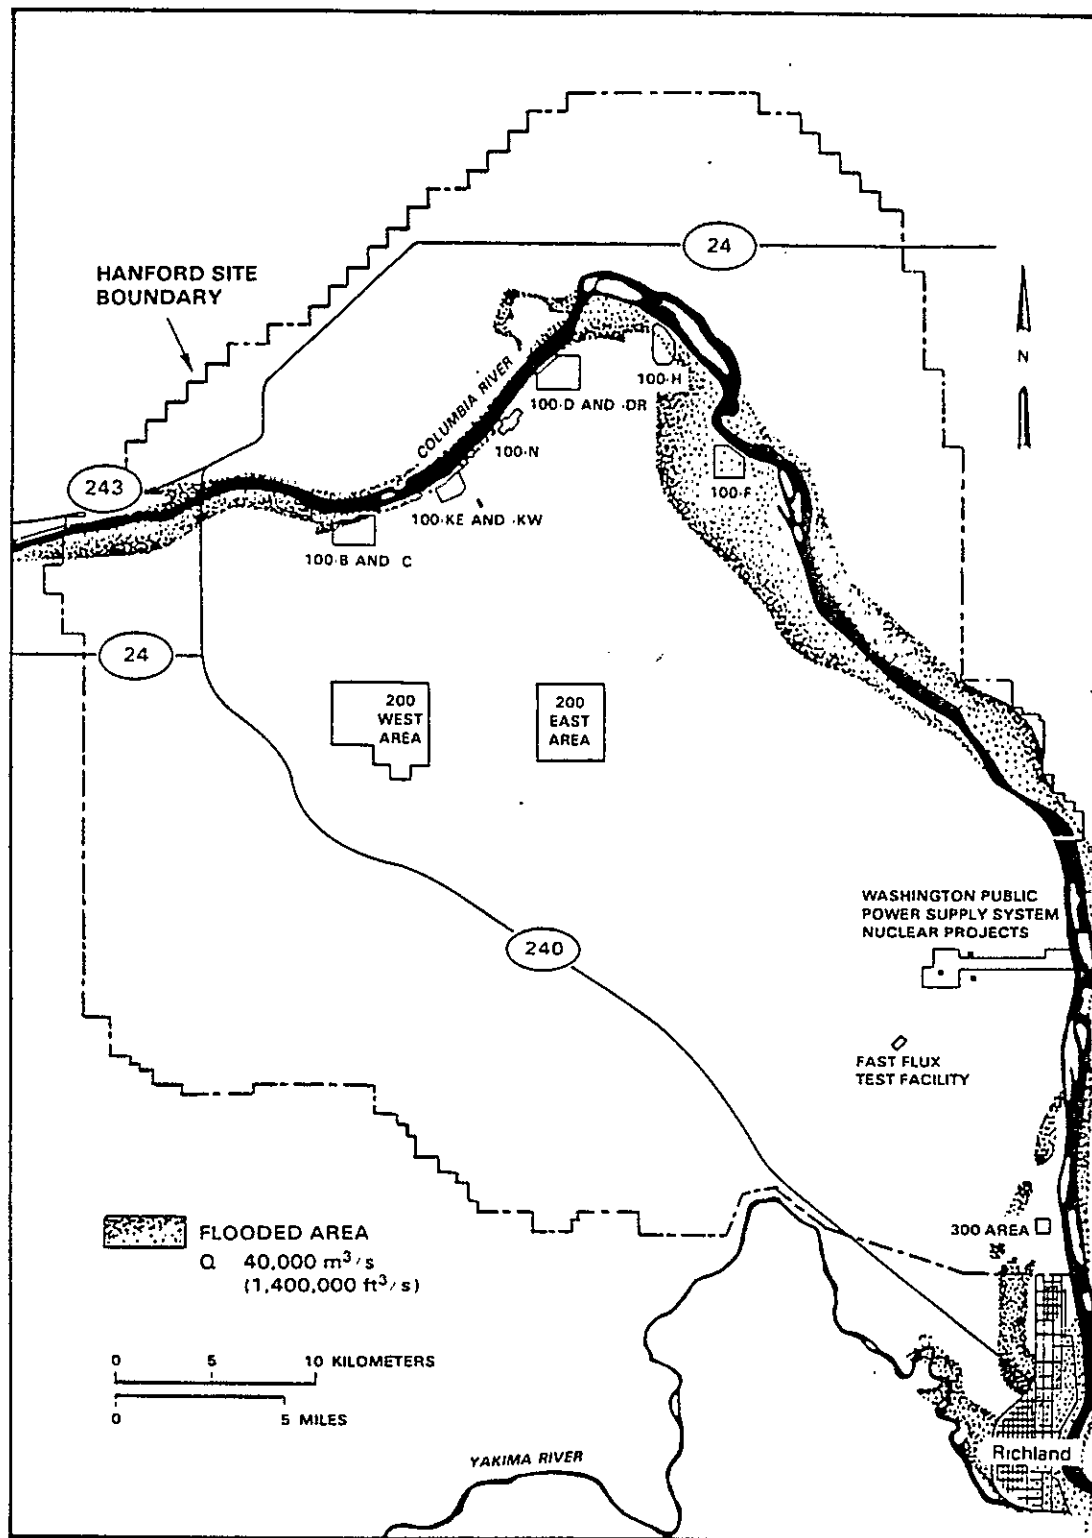 24
HANFORD SITE
BOUNDARY
N
COLUMBIA RIVER
100-H
100-D AND -DR
100-N
243
100-F
100-KE AND -KW
100-B AND C
24
200
WEST
AREA
200
EAST
AREA
WASHINGTON PUBLIC
POWER SUPPLY SYSTEM
NUCLEAR PROJECTS
240
FAST FLUX
TEST FACILITY
300 AREA
FLOODED AREA
Q 40,000 m³/s
(1,400,000 ft³/s)
0 5 10 KILOMETERS
0 5 MILES
YAKIMA RIVER
Richland